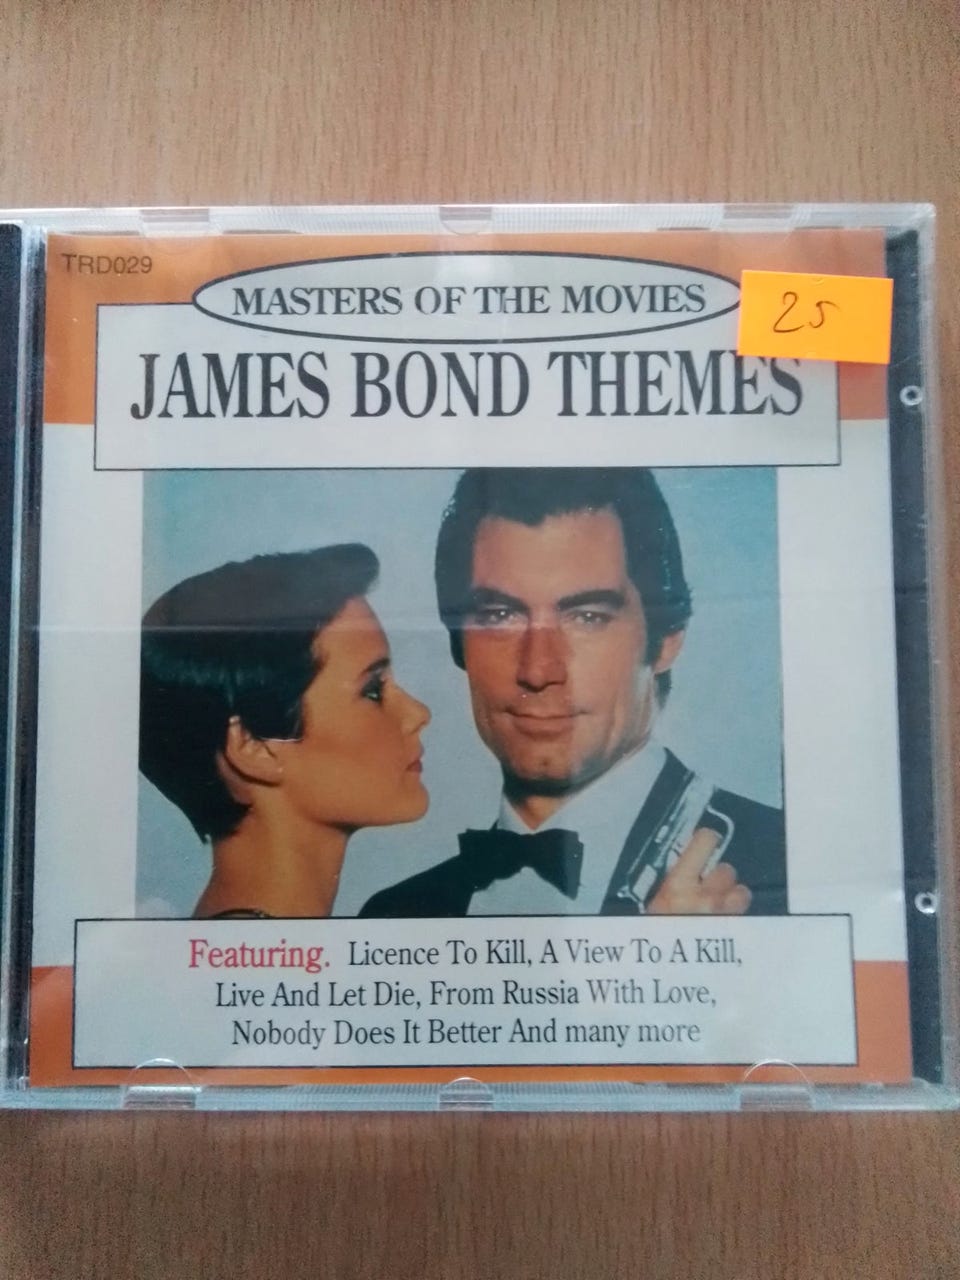 TRD029
MASTERS OF THE MOVIES
25
JAMES BOND THEMES
Featuring. Licence To Kill, A View To A Kill,
Live And Let Die, From Russia With Love,
Nobody Does It Better And many more